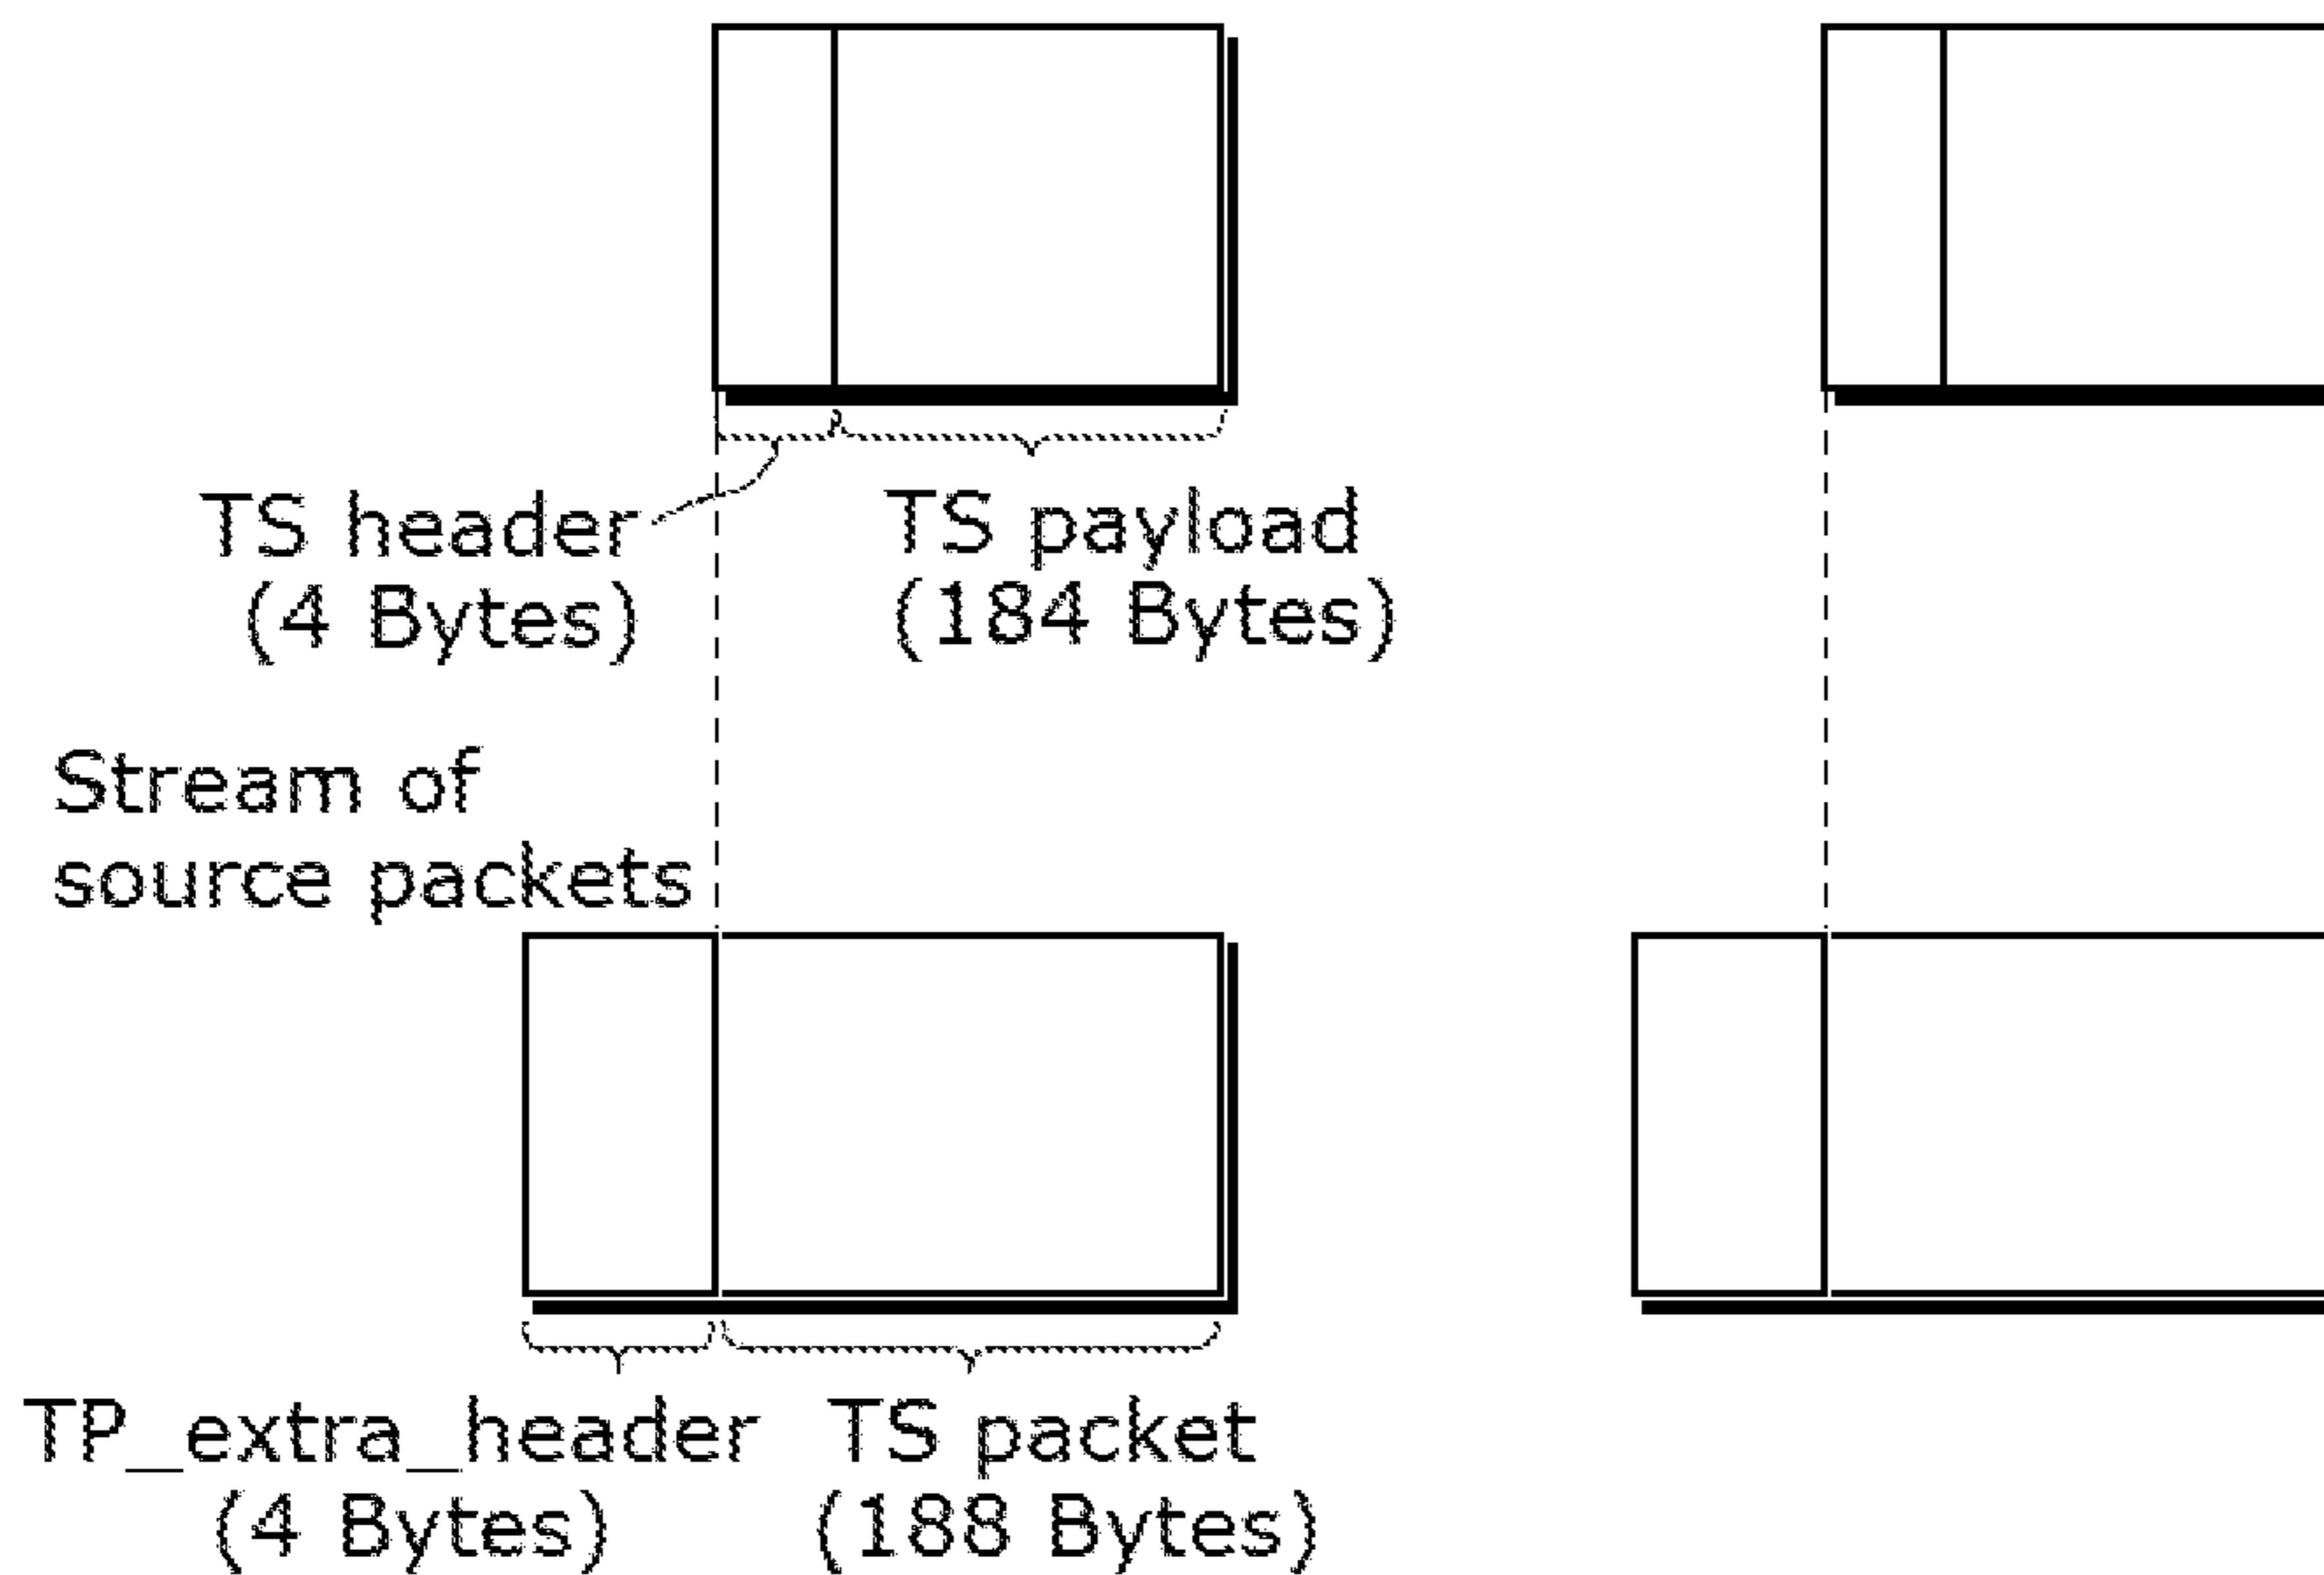 TS header
(4 Bytes)
TS payload
(184 Bytes)
Stream of
source packets
TP_extra_header
(4 Bytes)
TS packet
(188 Bytes)